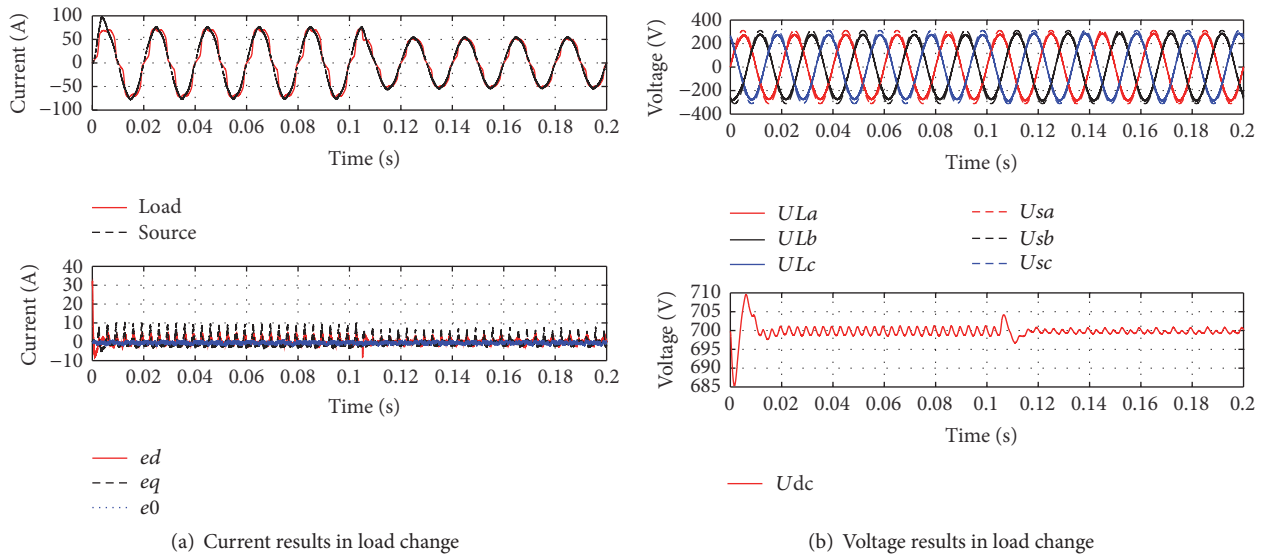 Current (A)
100
50
0
−50
−100
0 0.02 0.04 0.06 0.08 0.1 0.12 0.14 0.16 0.18 0.2
Time (s)
Load
Source
Current (A)
40
30
20
10
0
−10
0 0.02 0.04 0.06 0.08 0.1 0.12 0.14 0.16 0.18 0.2
Time (s)
ed
eq
e0
(a) Current results in load change
Voltage (V)
400
200
0
−200
−400
0 0.02 0.04 0.06 0.08 0.1 0.12 0.14 0.16 0.18 0.2
Time (s)
ULa Usa
ULb Usb
ULc Usc
Voltage (V)
710
705
700
695
690
685
0 0.02 0.04 0.06 0.08 0.1 0.12 0.14 0.16 0.18 0.2
Time (s)
Udc
(b) Voltage results in load change